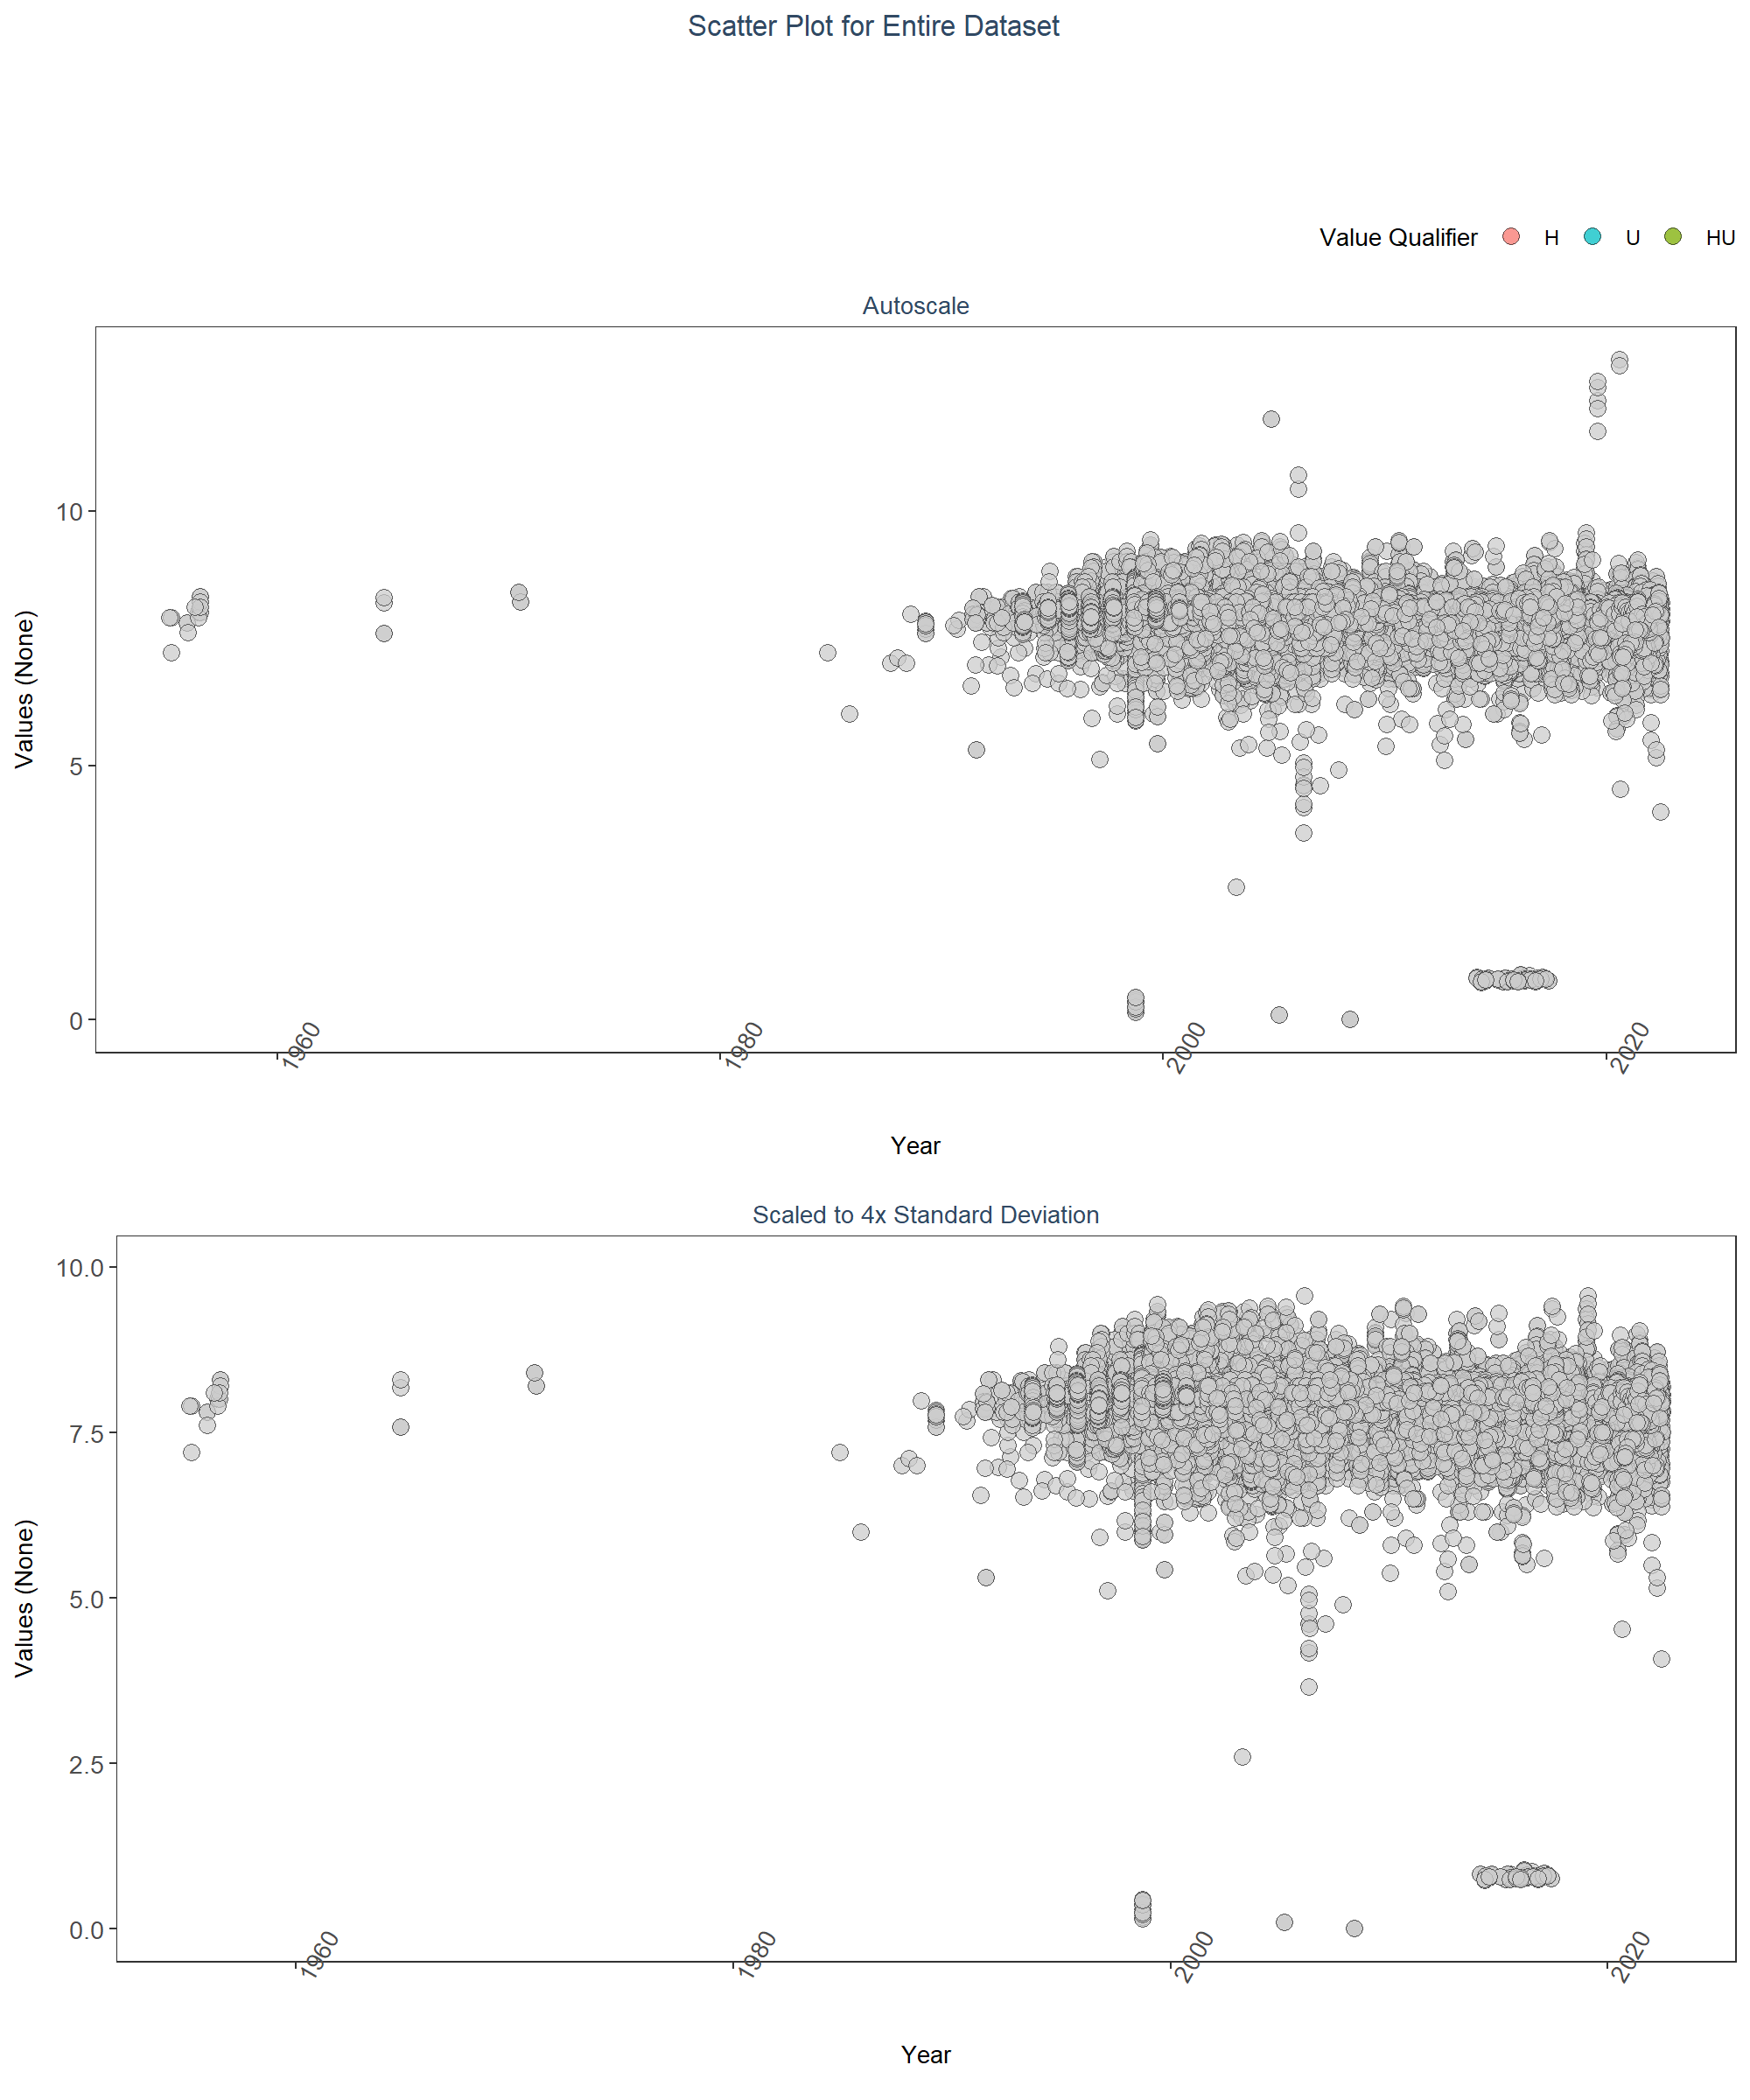 Scatter Plot for Entire Dataset
Value Qualifier H U HU
Autoscale
10
5
0
Values (None)
1960 1980 2000 2020
Year
Scaled to 4x Standard Deviation
10.0
7.5
5.0
2.5
0.0
Values (None)
1960 1980 2000 2020
Year